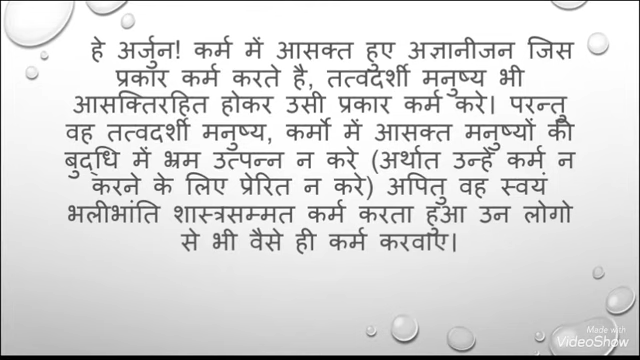 हे अर्जुन! कर्म में आसक्त हुए अज्ञानीजन जिस
प्रकार कर्म करते है, तत्वदर्शी मनुष्य भी
आसक्तिरहित होकर उसी प्रकार कर्म करे। परन्तु
वह तत्वदर्शी मनुष्य, कर्मो में आसक्त मनुष्यों की
बुद्धि में भ्रम उत्पन्न न करे (अर्थात उन्हें कर्म न
करने के लिए प्रेरित न करे) अपितु वह स्वयं
भलीभांति शास्त्रसम्मत कर्म करता हुआ उन लोगो
से भी वैसे ही कर्म करवाए।
Made with
VideoShow